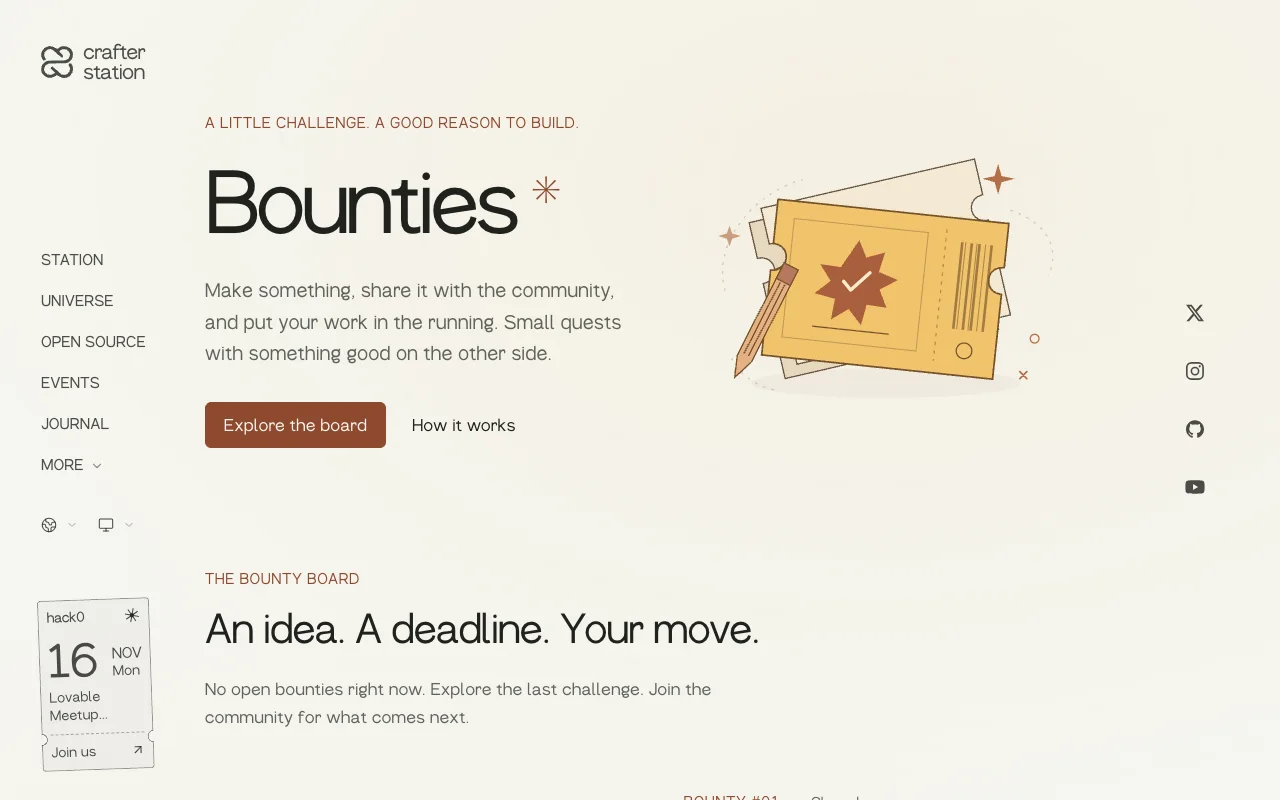 crafter
station
A LITTLE CHALLENGE. A GOOD REASON TO BUILD.
Bounties
Make something, share it with the community,
and put your work in the running. Small quests
with something good on the other side.
Explore the board
How it works
STATION
UNIVERSE
OPEN SOURCE
EVENTS
JOURNAL
MORE
hack0
16
NOV
Mon
Lovable
Meetup...
Join us
THE BOUNTY BOARD
An idea. A deadline. Your move.
No open bounties right now. Explore the last challenge. Join the
community for what comes next.
BOUNTY #01